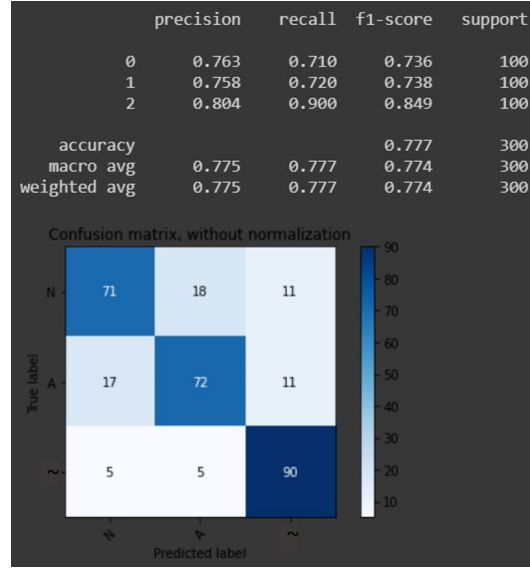 precision recall f1-score support
0 0.763 0.710 0.736 100
1 0.758 0.720 0.738 100
2 0.804 0.900 0.849 100
accuracy 0.777 300
macro avg 0.775 0.777 0.774 300
weighted avg 0.775 0.777 0.774 300
Confusion matrix, without normalization
90
80
70
60
50
40
30
20
10
True label
N 71 18 11
A 17 72 11
~ 5 5 90
N A ~
Predicted label